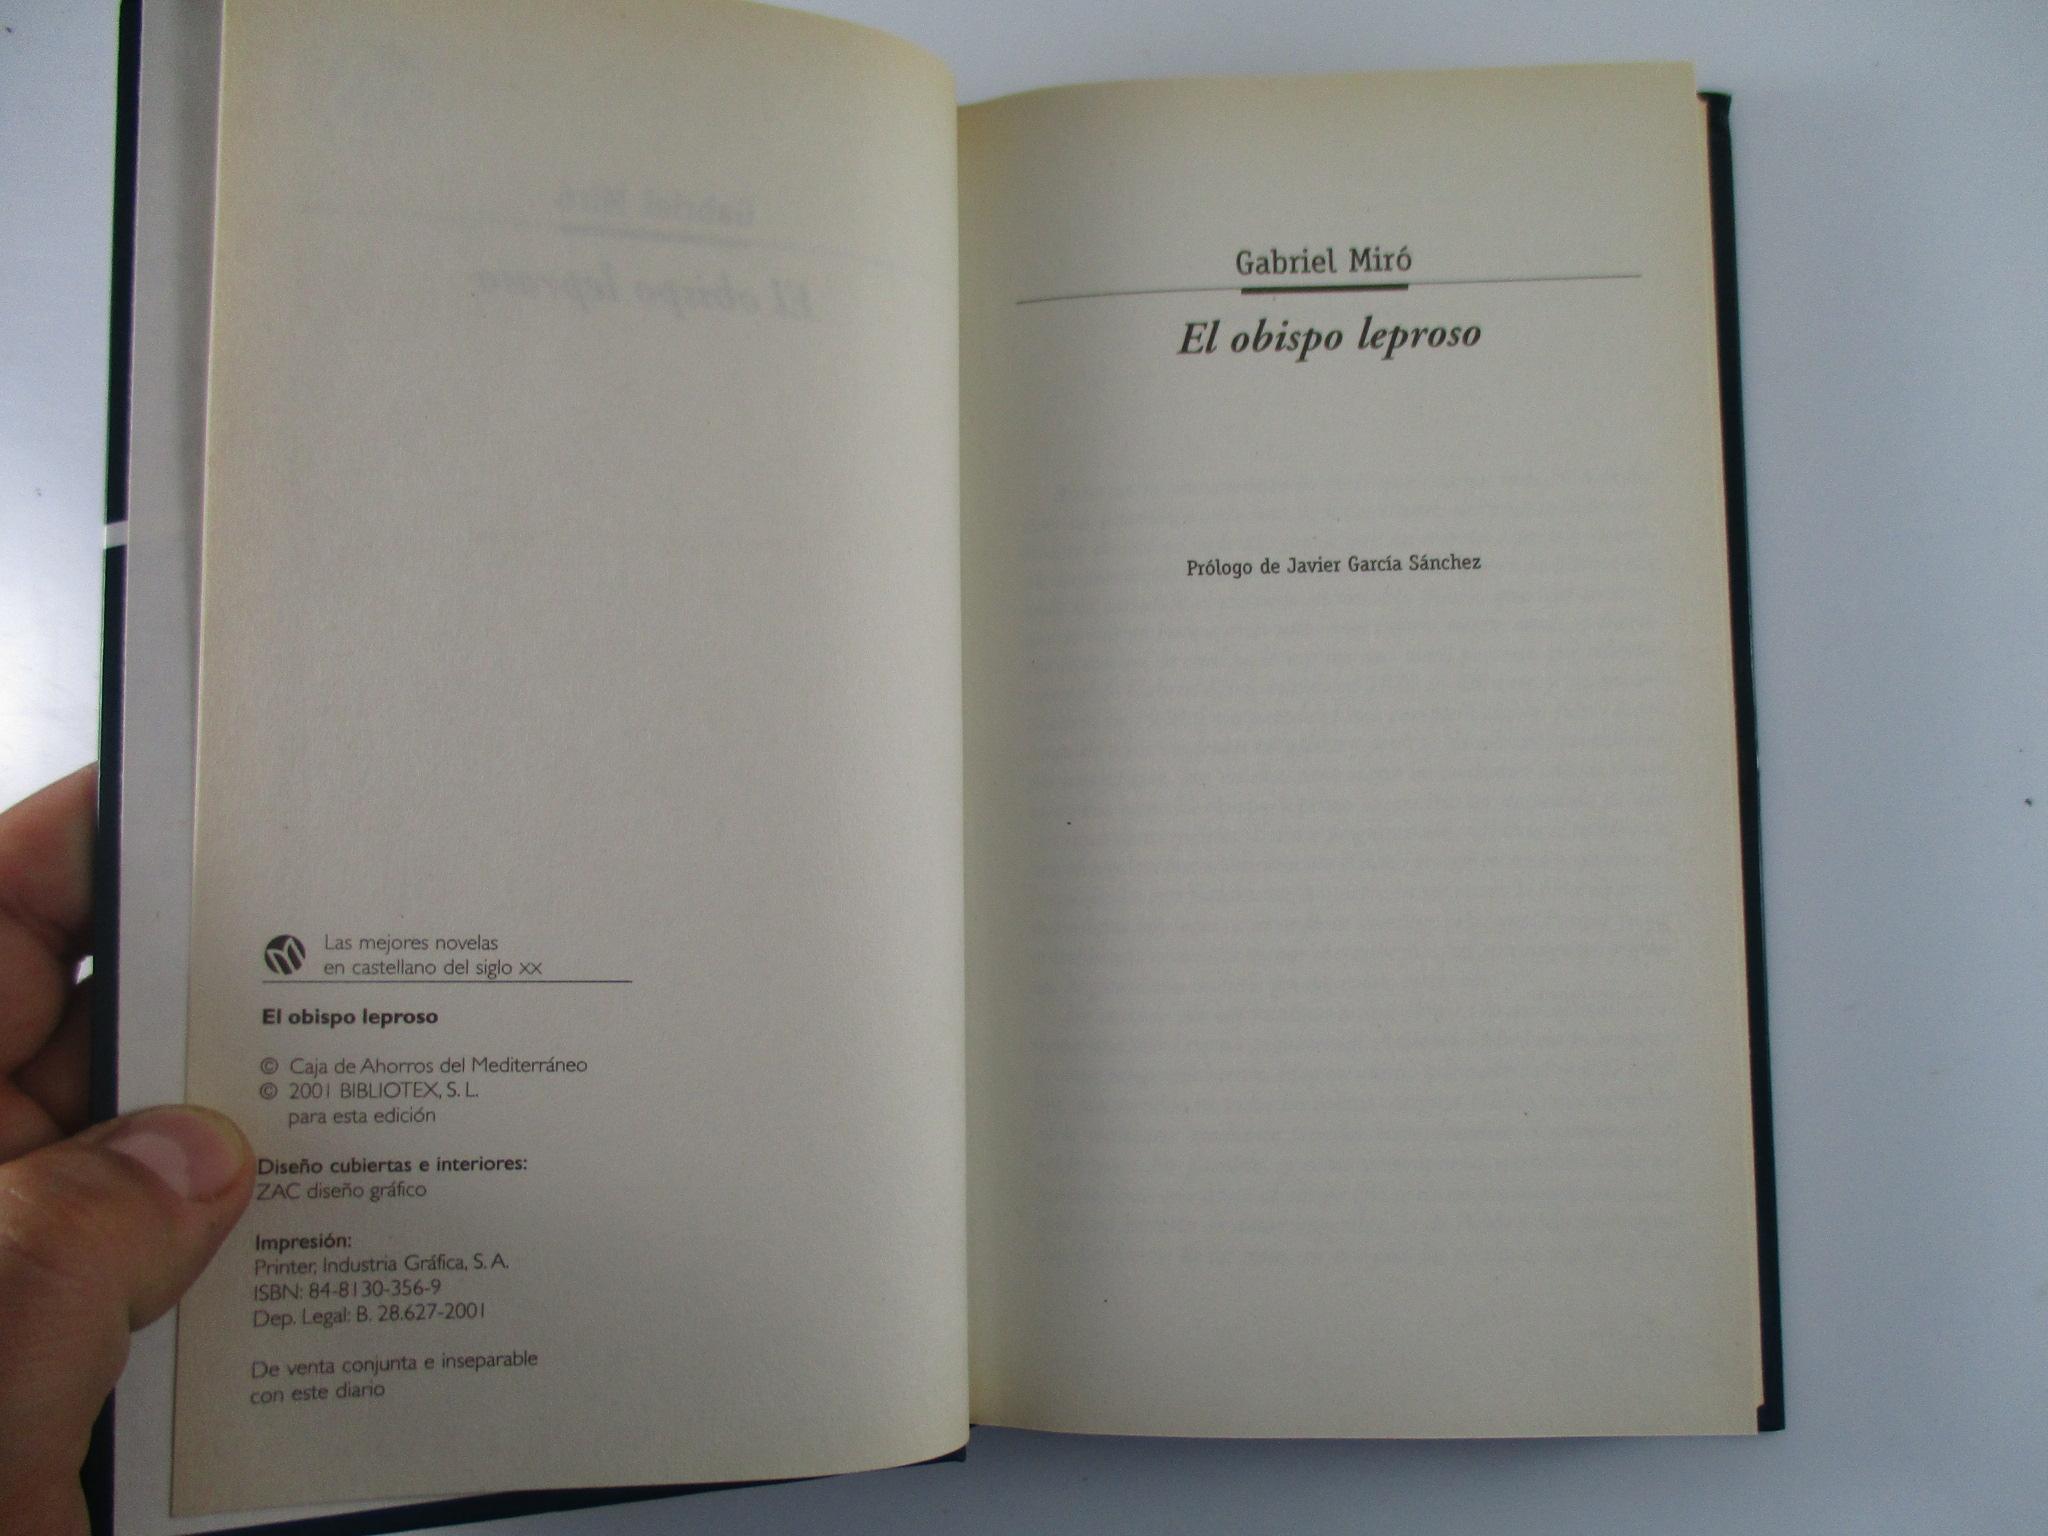 Las mejores novelas
en castellano del siglo XX
El obispo leproso
© Caja de Ahorros del Mediterráneo
© 2001 BIBLIOTEX, S. L.
para esta edición
Diseño cubiertas e interiores:
ZAC diseño gráfico
Impresión:
Printer, Industria Gráfica, S. A.
ISBN: 84-8130-356-9
Dep. Legal: B. 28.627-2001
De venta conjunta e inseparable
con este diario
Gabriel Miró
El obispo leproso
Prólogo de Javier García Sánchez